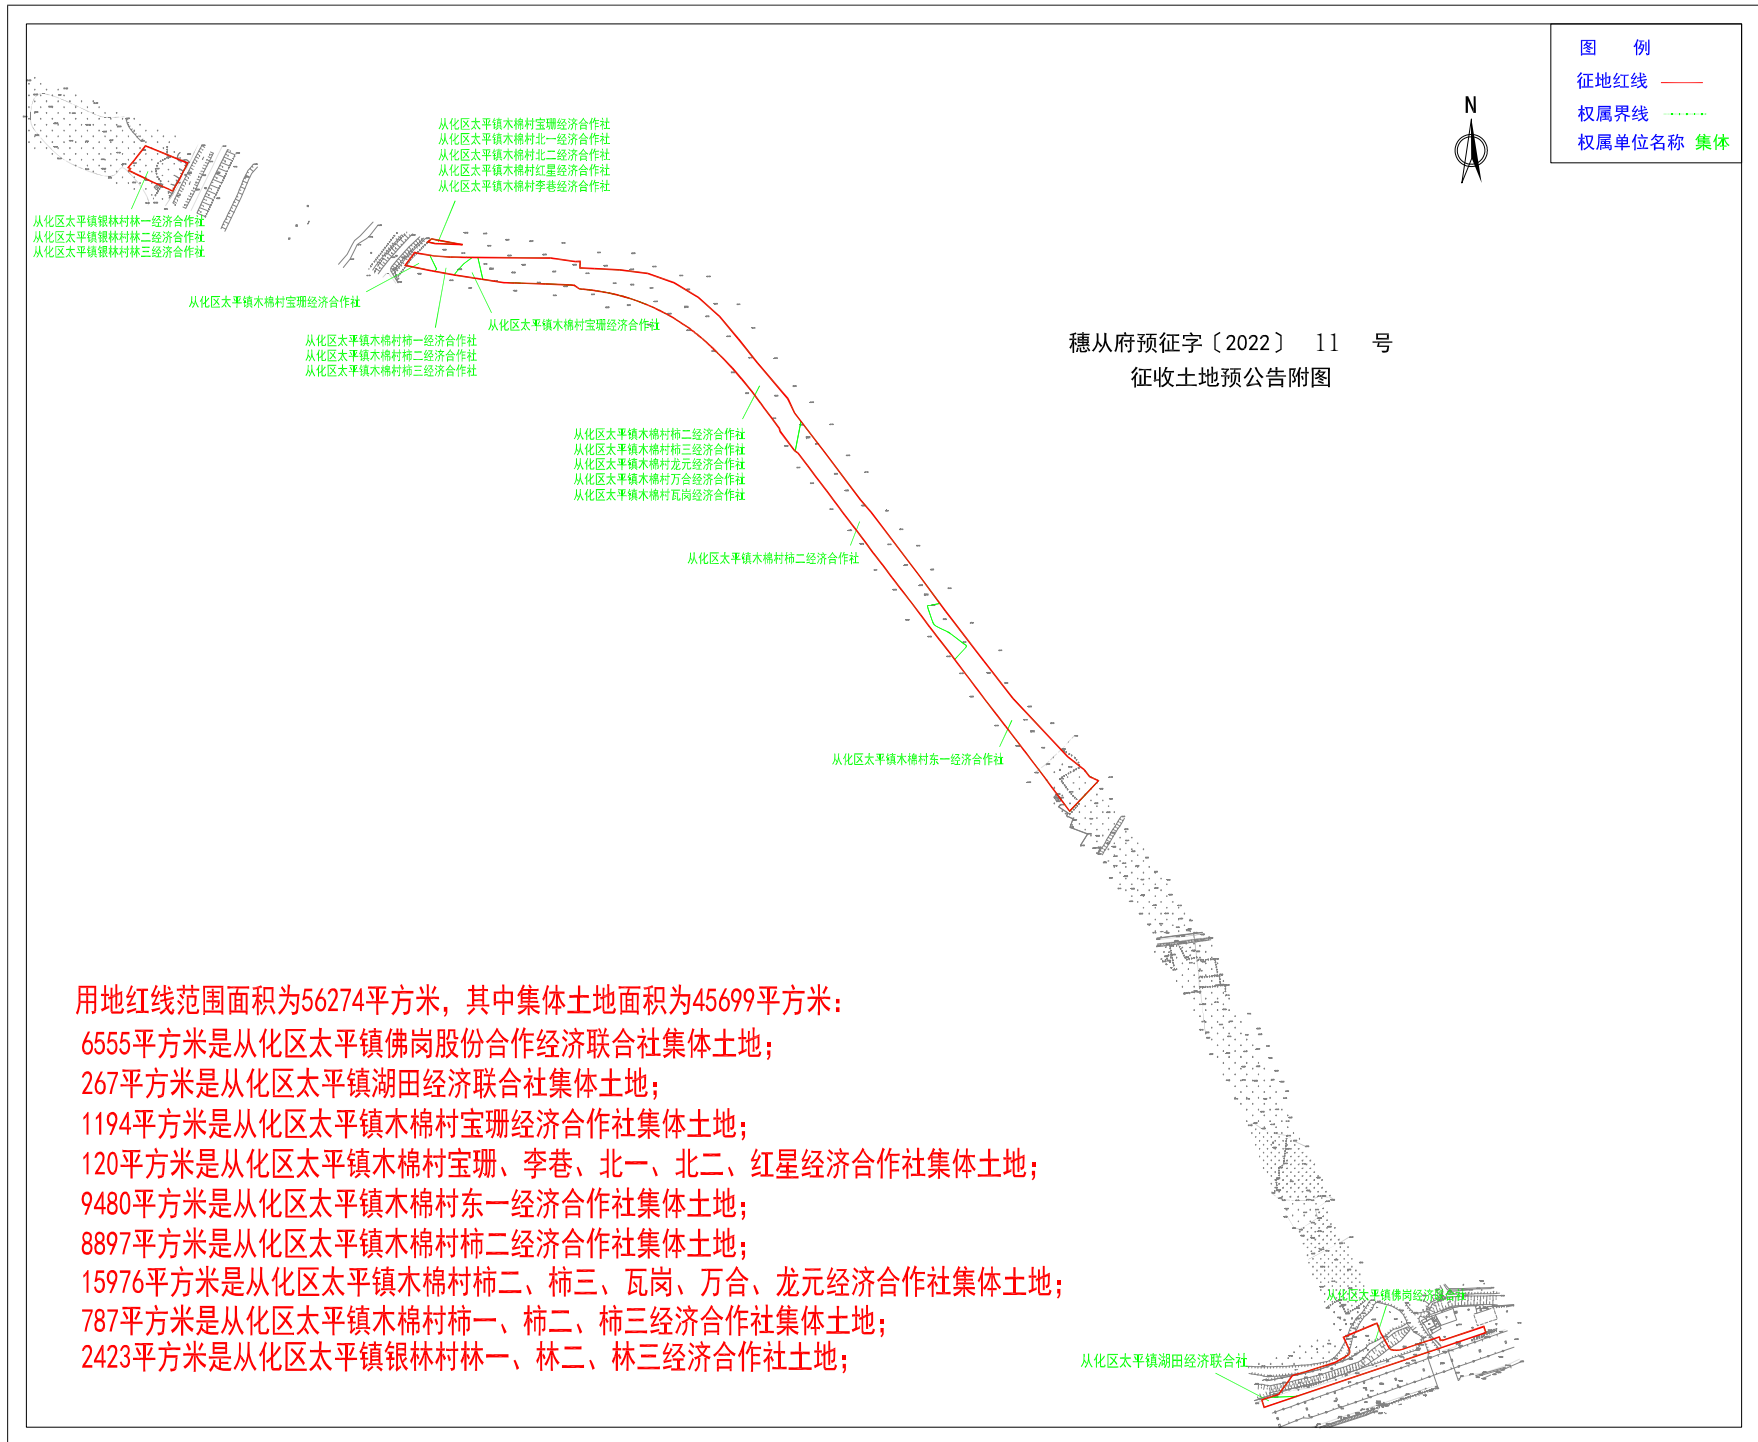 图 例
征地红线
权属界线
权属单位名称 集体
N
从化区太平镇木棉村宝珊经济合作社
从化区太平镇木棉村北一经济合作社
从化区太平镇木棉村北二经济合作社
从化区太平镇木棉村红星经济合作社
从化区太平镇木棉村李巷经济合作社
从化区太平镇银林村林一经济合作社
从化区太平镇银林村林二经济合作社
从化区太平镇银林村林三经济合作社
从化区太平镇木棉村宝珊经济合作社
从化区太平镇木棉村宝珊经济合作社
从化区太平镇木棉村柿一经济合作社
从化区太平镇木棉村柿二经济合作社
从化区太平镇木棉村柿三经济合作社
穗从府预征字〔2022〕 11 号
征收土地预公告附图
从化区太平镇木棉村柿二经济合作社
从化区太平镇木棉村柿三经济合作社
从化区太平镇木棉村龙元经济合作社
从化区太平镇木棉村万合经济合作社
从化区太平镇木棉村瓦岗经济合作社
从化区太平镇木棉村柿二经济合作社
从化区太平镇木棉村东一经济合作社
用地红线范围面积为56274平方米，其中集体土地面积为45699平方米：
6555平方米是从化区太平镇佛岗股份合作经济联合社集体土地；
267平方米是从化区太平镇湖田经济联合社集体土地；
1194平方米是从化区太平镇木棉村宝珊经济合作社集体土地；
120平方米是从化区太平镇木棉村宝珊、李巷、北一、北二、红星经济合作社集体土地；
9480平方米是从化区太平镇木棉村东一经济合作社集体土地；
8897平方米是从化区太平镇木棉村柿二经济合作社集体土地；
15976平方米是从化区太平镇木棉村柿二、柿三、瓦岗、万合、龙元经济合作社集体土地；
787平方米是从化区太平镇木棉村柿一、柿二、柿三经济合作社集体土地；
2423平方米是从化区太平镇银林村林一、林二、林三经济合作社土地；
从化区太平镇佛岗经济联合社
从化区太平镇湖田经济联合社